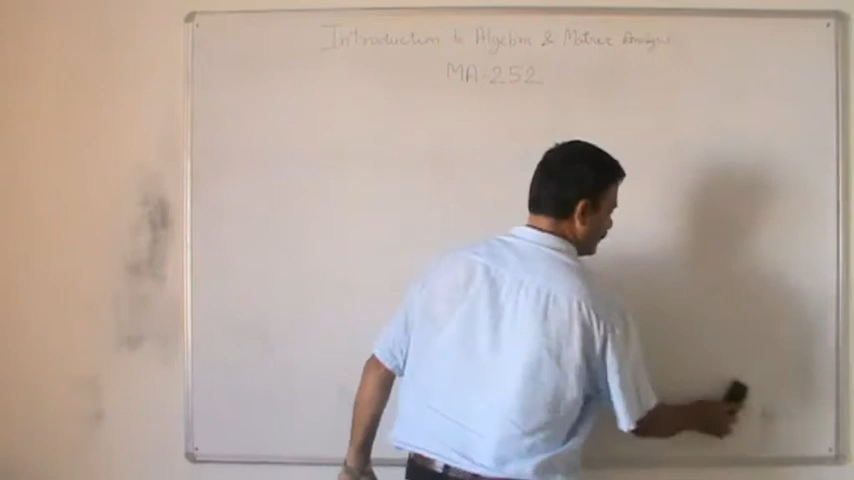 Introduction to Algebra & Matrix Analysis
MA-252